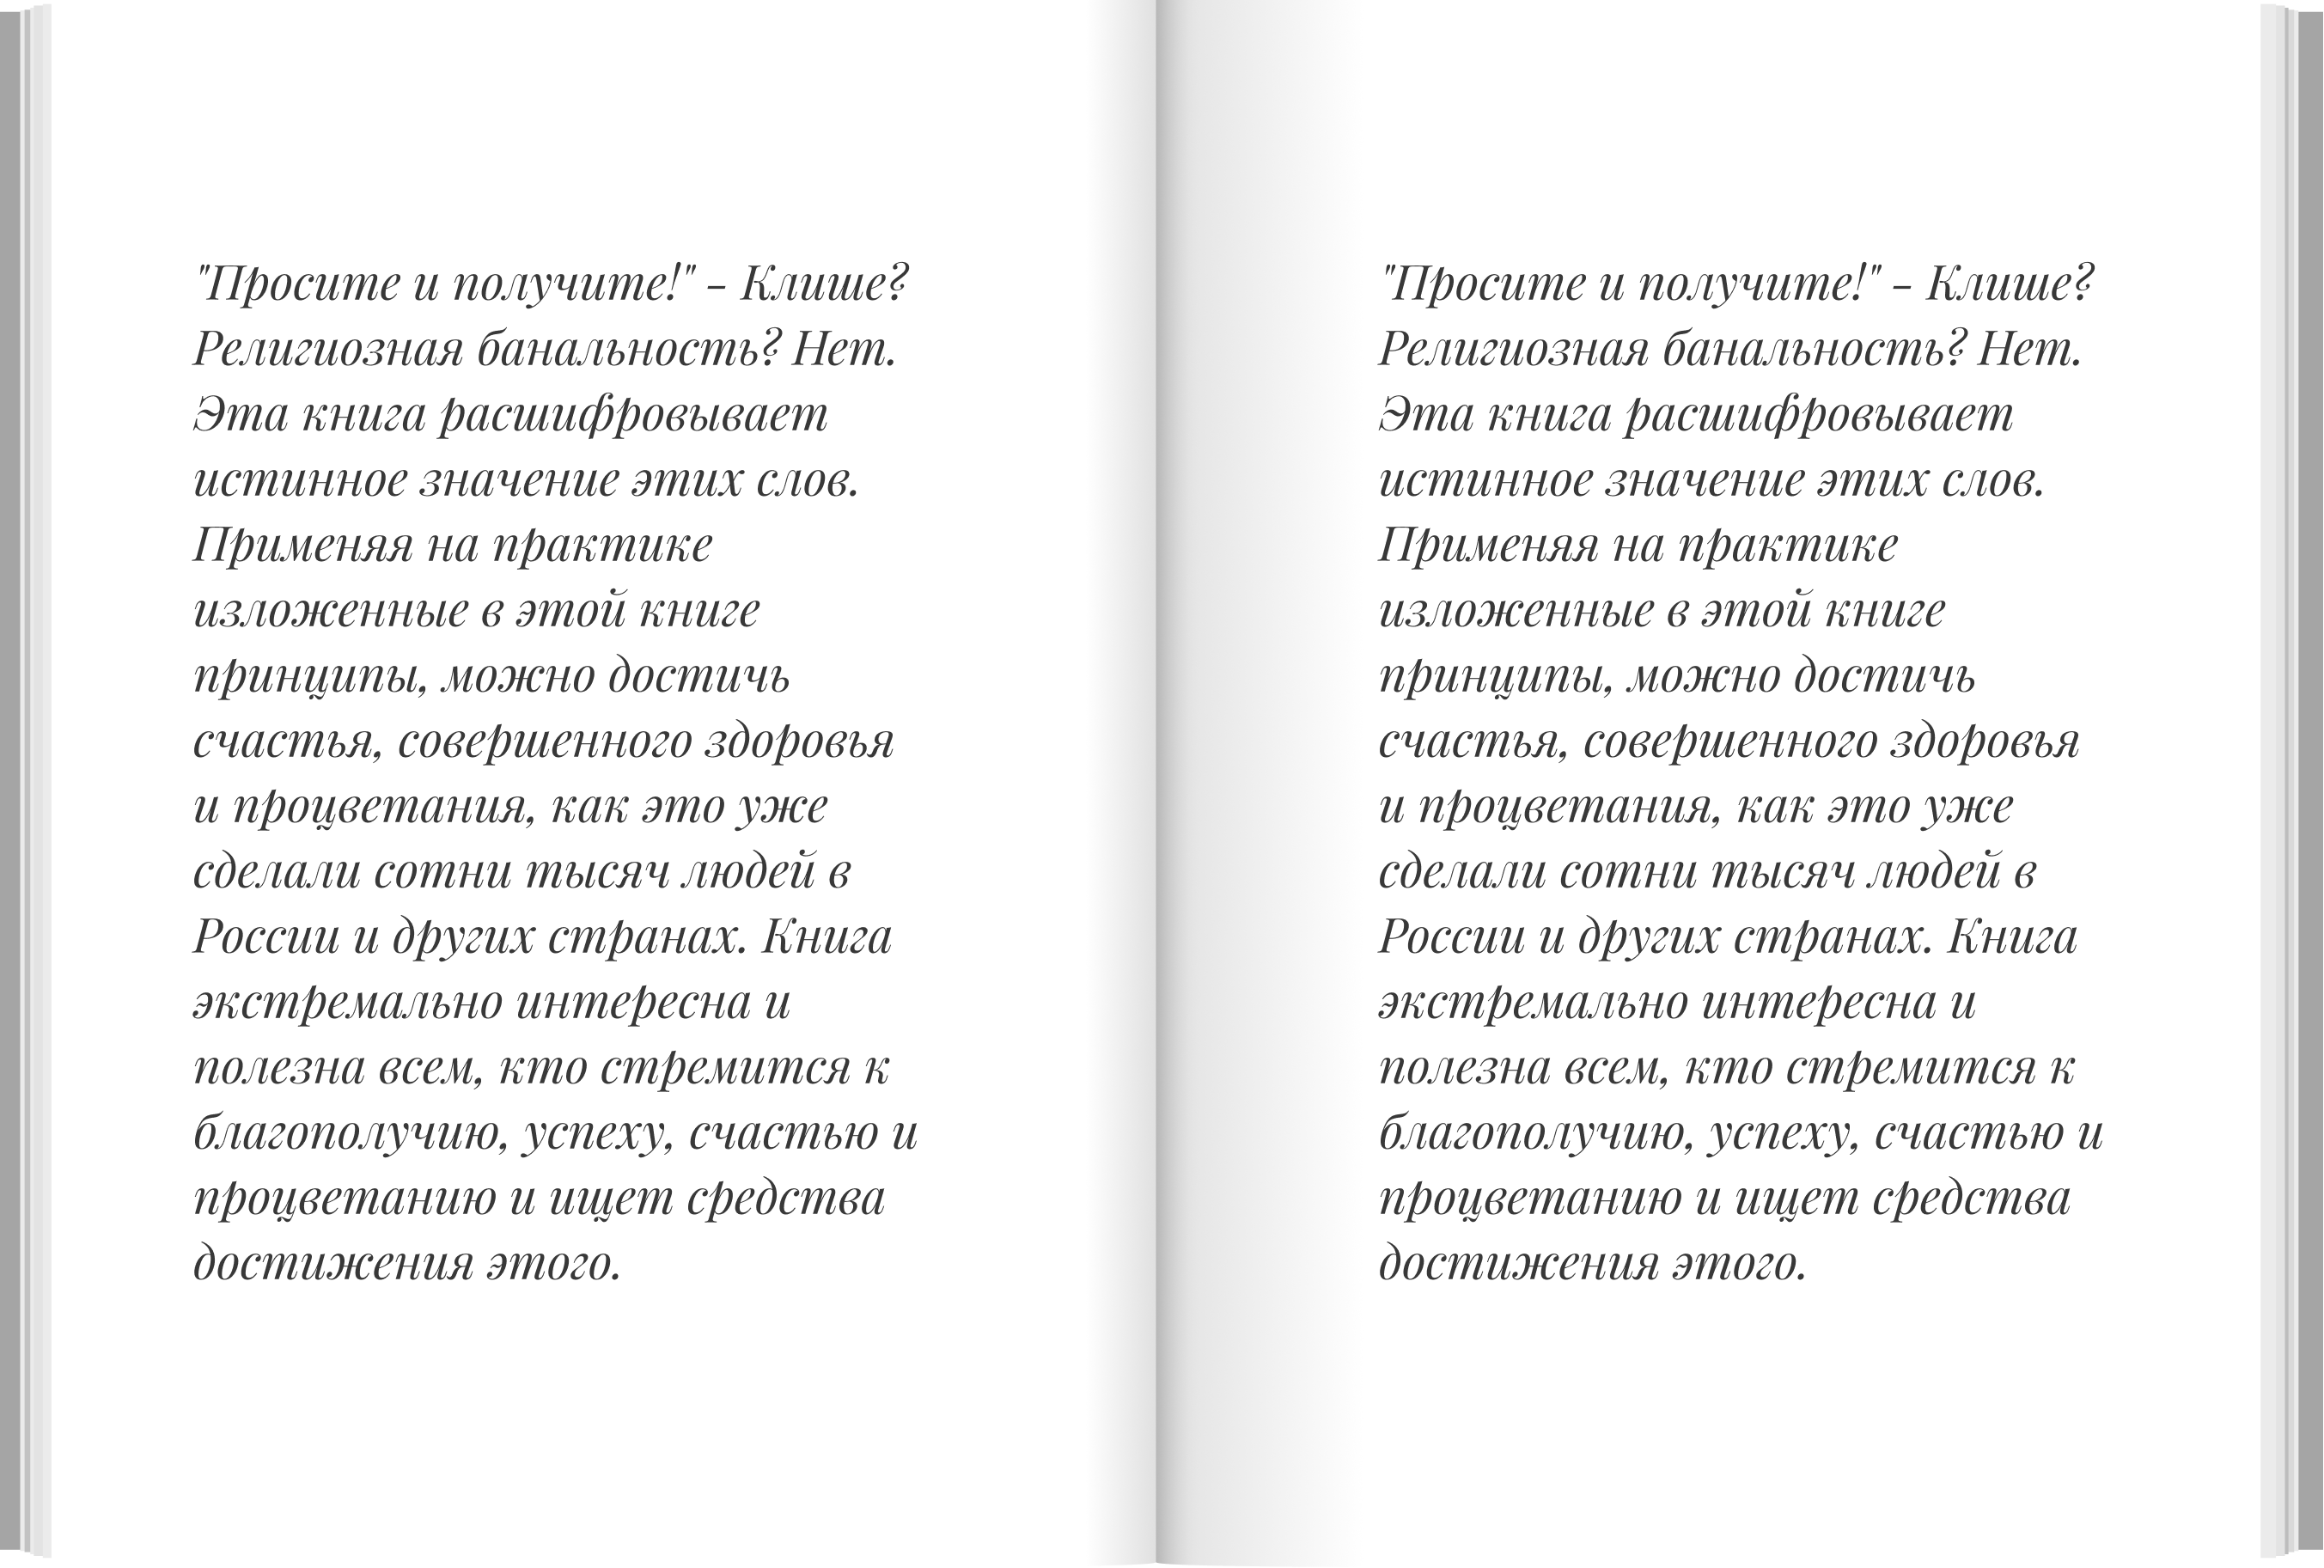 "Просите и получите!" – Клише?
Религиозная банальность? Нет.
Эта книга расшифровывает
истинное значение этих слов.
Применяя на практике
изложенные в этой книге
принципы, можно достичь
счастья, совершенного здоровья
и процветания, как это уже
сделали сотни тысяч людей в
России и других странах. Книга
экстремально интересна и
полезна всем, кто стремится к
благополучию, успеху, счастью и
процветанию и ищет средства
достижения этого.
"Просите и получите!" – Клише?
Религиозная банальность? Нет.
Эта книга расшифровывает
истинное значение этих слов.
Применяя на практике
изложенные в этой книге
принципы, можно достичь
счастья, совершенного здоровья
и процветания, как это уже
сделали сотни тысяч людей в
России и других странах. Книга
экстремально интересна и
полезна всем, кто стремится к
благополучию, успеху, счастью и
процветанию и ищет средства
достижения этого.